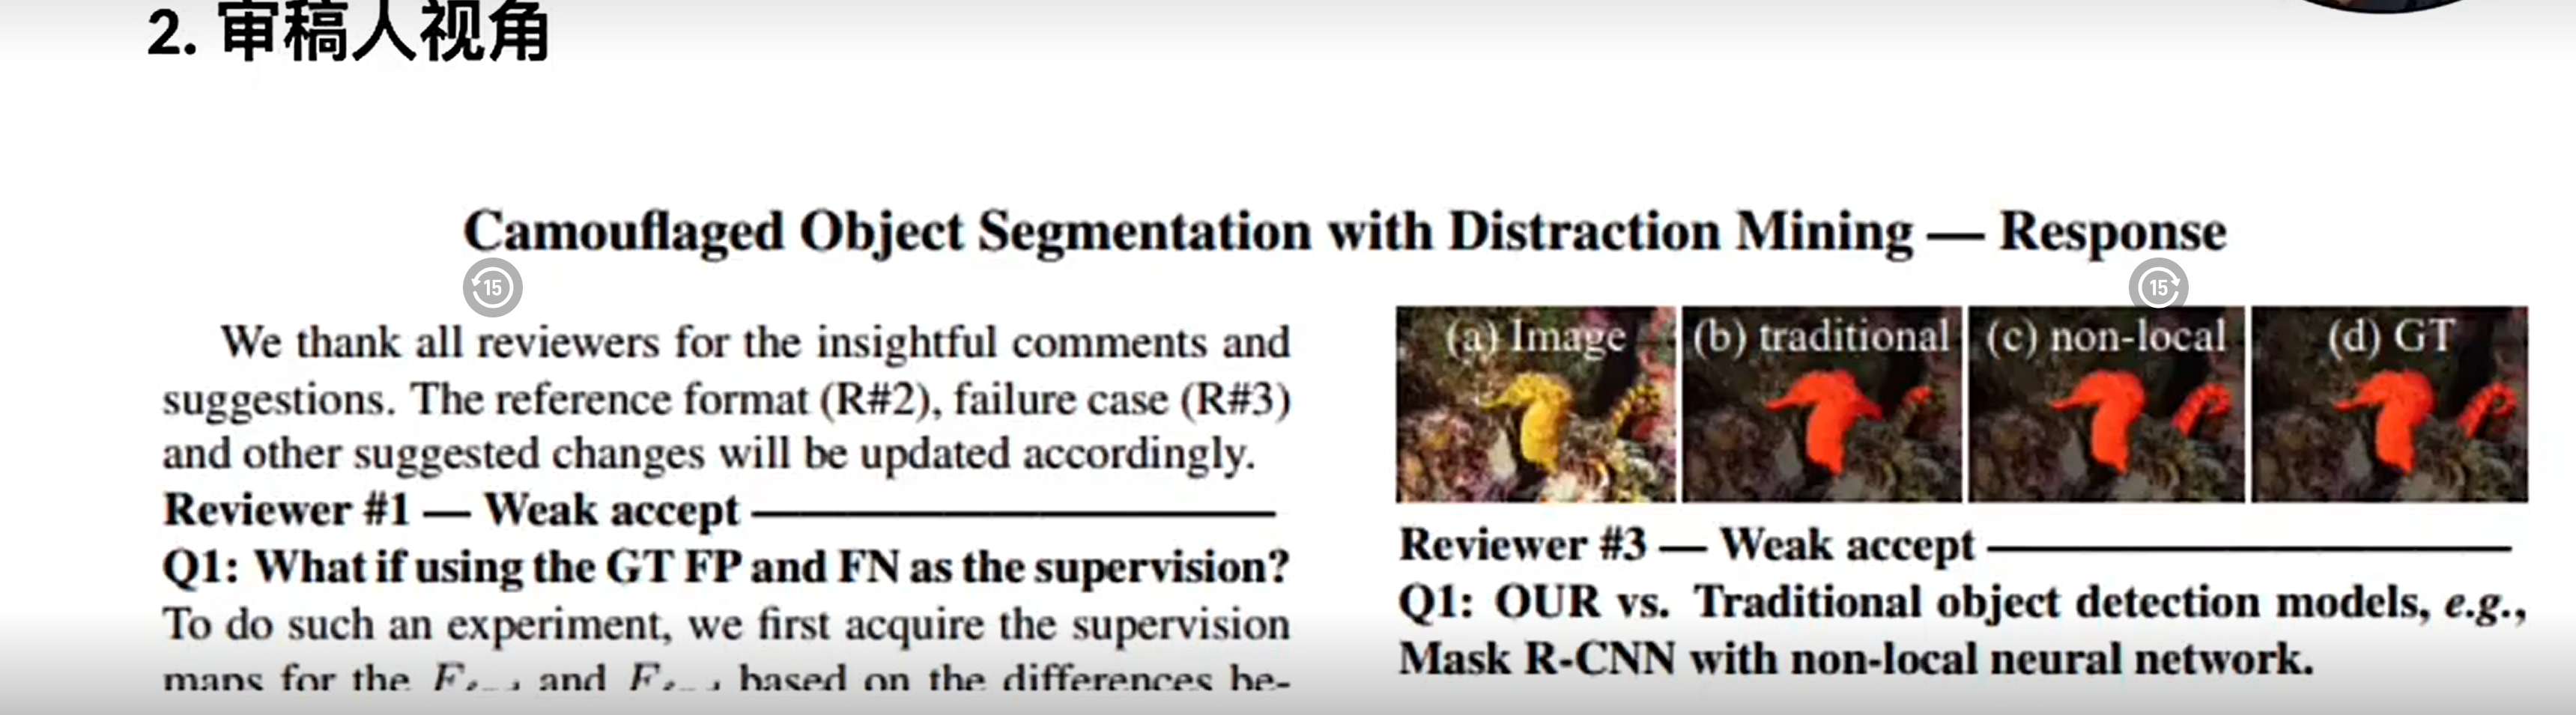 2. 审稿人视角
Camouflaged Object Segmentation with Distraction Mining — Response
15
15
We thank all reviewers for the insightful comments and
suggestions. The reference format (R#2), failure case (R#3)
and other suggested changes will be updated accordingly.
Reviewer #1 — Weak accept
Q1: What if using the GT FP and FN as the supervision?
To do such an experiment, we first acquire the supervision
maps for the and based on the differences be-
(a) Image
(b) traditional
(c) non-local
(d) GT
Reviewer #3 — Weak accept
Q1: OUR vs. Traditional object detection models, e.g.,
Mask R-CNN with non-local neural network.